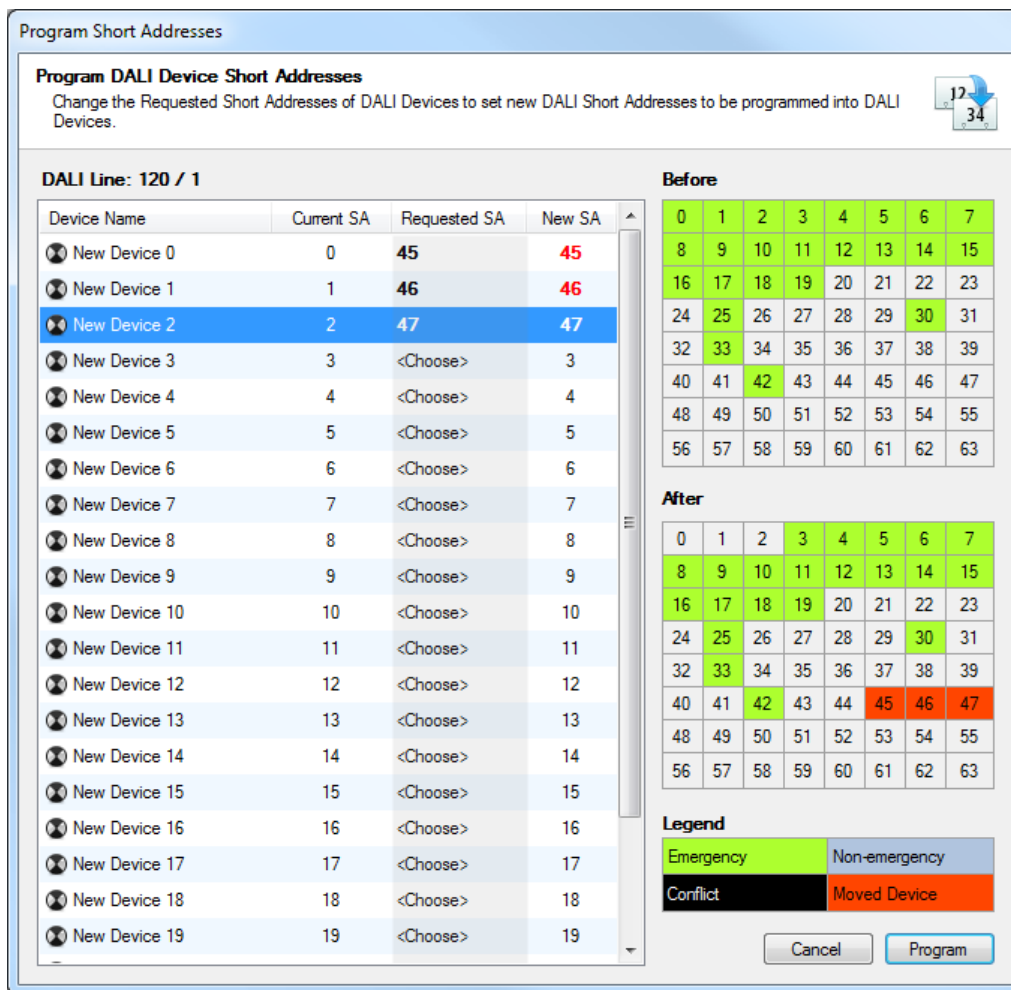 Program Short Addresses
Program DALI Device Short Addresses
Change the Requested Short Addresses of DALI Devices to set new DALI Short Addresses to be programmed into DALI
Devices.
12
34
DALI Line: 120 / 1
Device Name Current SA Requested SA New SA
New Device 0 0 45 45
New Device 1 1 46 46
New Device 2 2 47 47
New Device 3 3 <Choose> 3
New Device 4 4 <Choose> 4
New Device 5 5 <Choose> 5
New Device 6 6 <Choose> 6
New Device 7 7 <Choose> 7
New Device 8 8 <Choose> 8
New Device 9 9 <Choose> 9
New Device 10 10 <Choose> 10
New Device 11 11 <Choose> 11
New Device 12 12 <Choose> 12
New Device 13 13 <Choose> 13
New Device 14 14 <Choose> 14
New Device 15 15 <Choose> 15
New Device 16 16 <Choose> 16
New Device 17 17 <Choose> 17
New Device 18 18 <Choose> 18
New Device 19 19 <Choose> 19
Before
0 1 2 3 4 5 6 7
8 9 10 11 12 13 14 15
16 17 18 19 20 21 22 23
24 25 26 27 28 29 30 31
32 33 34 35 36 37 38 39
40 41 42 43 44 45 46 47
48 49 50 51 52 53 54 55
56 57 58 59 60 61 62 63
After
0 1 2 3 4 5 6 7
8 9 10 11 12 13 14 15
16 17 18 19 20 21 22 23
24 25 26 27 28 29 30 31
32 33 34 35 36 37 38 39
40 41 42 43 44 45 46 47
48 49 50 51 52 53 54 55
56 57 58 59 60 61 62 63
Legend
Emergency Non-emergency
Conflict Moved Device
Cancel Program